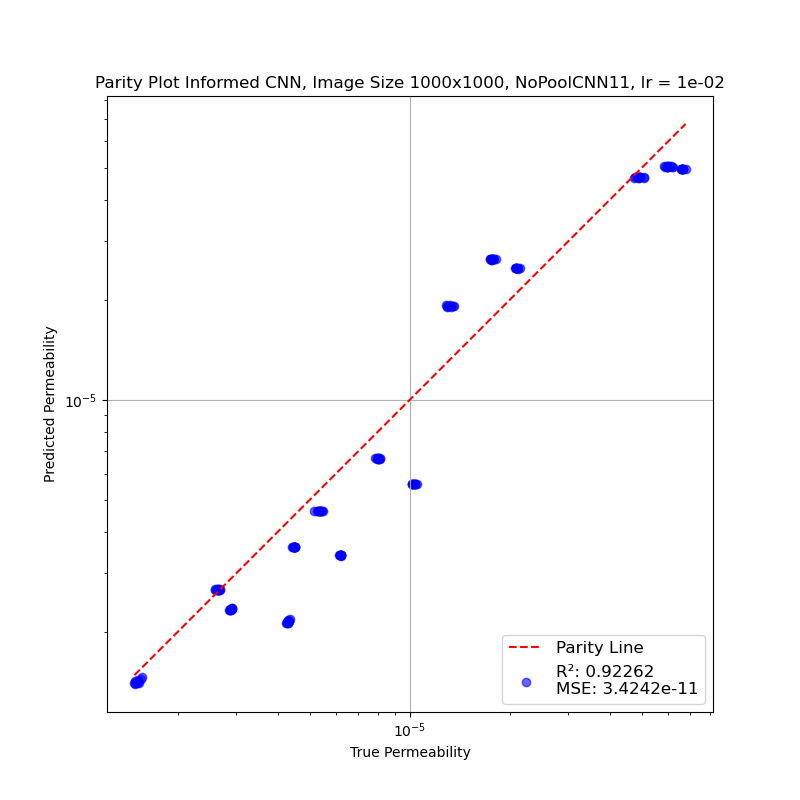 Parity Plot Informed CNN, Image Size 1000x1000, NoPoolCNN11, lr = 1e-02
Predicted Permeability
10⁻⁵
Parity Line
R²: 0.92262
MSE: 3.4242e-11
10⁻⁵
True Permeability